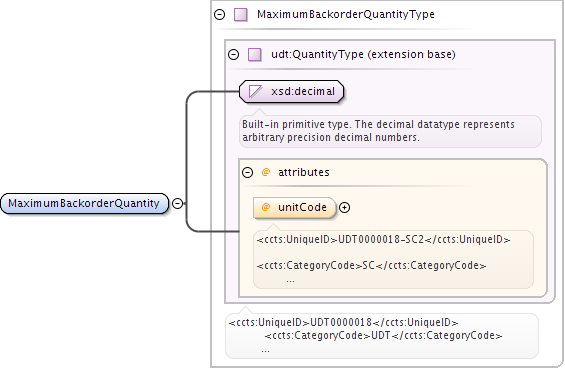 MaximumBackorderQuantityType
udt:QuantityType (extension base)
xsd:decimal
Built-in primitive type. The decimal datatype represents
arbitrary precision decimal numbers.
@ attributes
@ unitCode
<ccts:UniqueID>UDT0000018-SC2</ccts:UniqueID>
<ccts:CategoryCode>SC</ccts:CategoryCode>
...
MaximumBackorderQuantity
<ccts:UniqueID>UDT0000018</ccts:UniqueID>
<ccts:CategoryCode>UDT</ccts:CategoryCode>
...